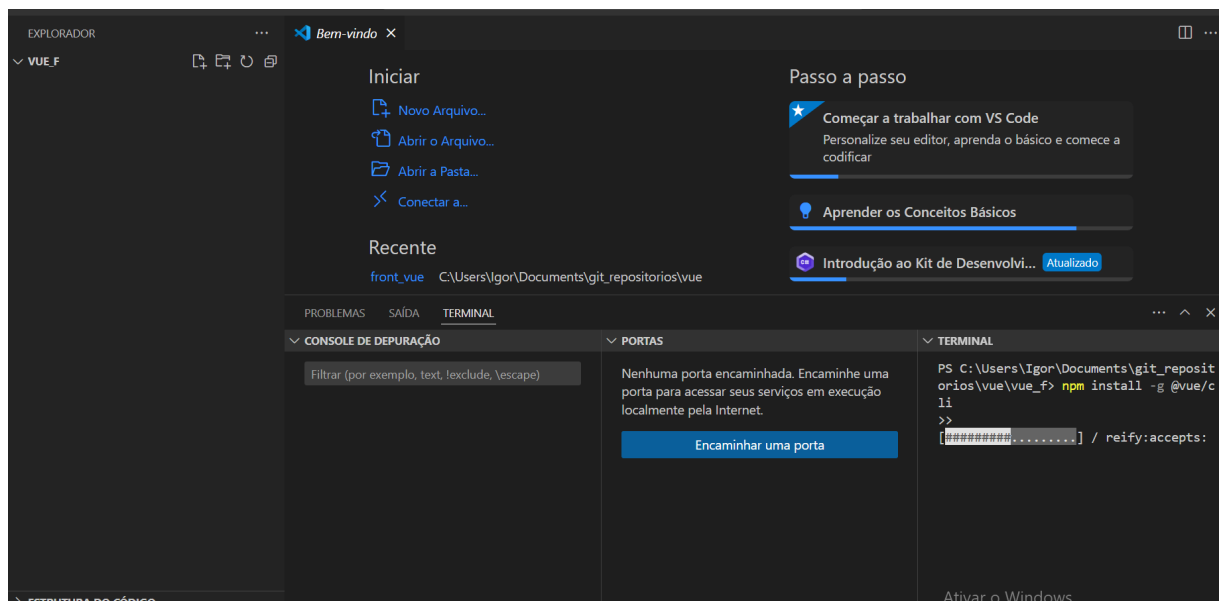 EXPLORADOR
VUE_F
Bem-vindo
Iniciar
Novo Arquivo...
Abrir o Arquivo...
Abrir a Pasta...
Conectar a...
Recente
front_vue C:\Users\Igor\Documents\git_repositorios\vue
Passo a passo
Começar a trabalhar com VS Code
Personalize seu editor, aprenda o básico e comece a
codificar
Aprender os Conceitos Básicos
Introdução ao Kit de Desenvolvi... Atualizado
PROBLEMAS SAÍDA TERMINAL
CONSOLE DE DEPURAÇÃO
Filtrar (por exemplo, text, !exclude, \escape)
PORTAS
Nenhuma porta encaminhada. Encaminhe uma
porta para acessar seus serviços em execução
localmente pela Internet.
Encaminhar uma porta
TERMINAL
PS C:\Users\Igor\Documents\git_reposit
orios\vue\vue_f> npm install -g @vue/c
li
>>
[#########.........] / reify:accepts:
ESTRUTURA DO CÓDIGO
Ativar o Windows